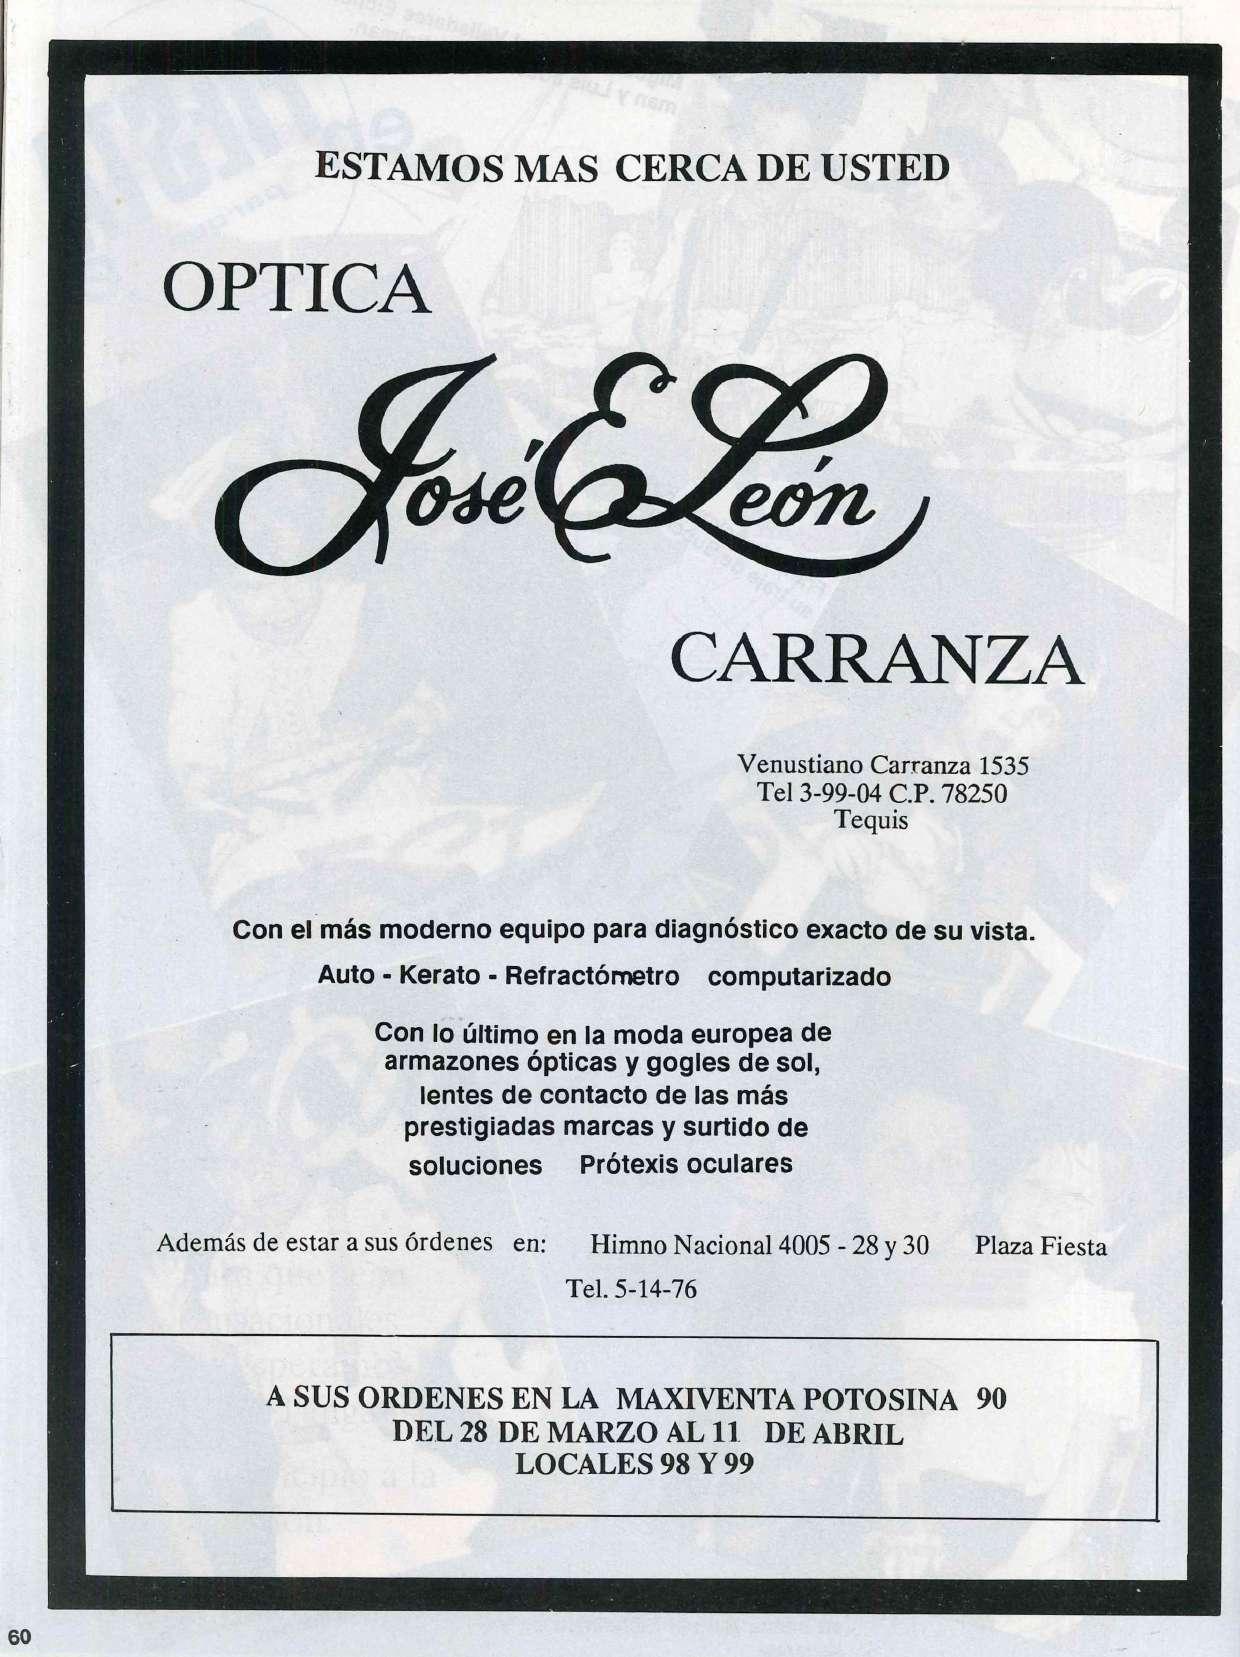 ESTAMOS MAS CERCA DE USTED
OPTICA
José E León
CARRANZA
Venustiano Carranza 1535
Tel 3-99-04 C.P. 78250
Tequis
Con el más moderno equipo para diagnóstico exacto de su vista.
Auto - Kerato - Refractómetro computarizado
Con lo último en la moda europea de
armazones ópticas y gogles de sol,
lentes de contacto de las más
prestigiadas marcas y surtido de
soluciones Prótexis oculares
Además de estar a sus órdenes en: Himno Nacional 4005 - 28 y 30 Plaza Fiesta
Tel. 5-14-76
A SUS ORDENES EN LA MAXIVENTA POTOSINA 90
DEL 28 DE MARZO AL 11 DE ABRIL
LOCALES 98 Y 99
60